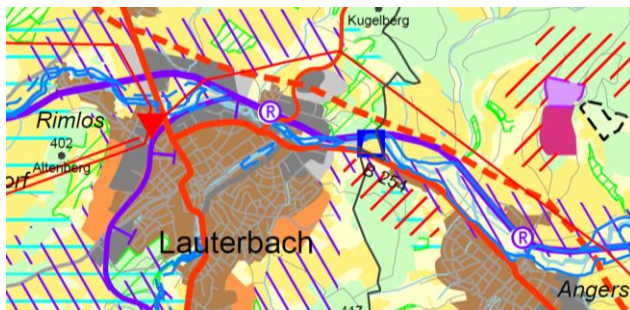 Kugelberg
R
Rimlos
402
Altenberg
orf
B 254
Lauterbach
R
Angers
417